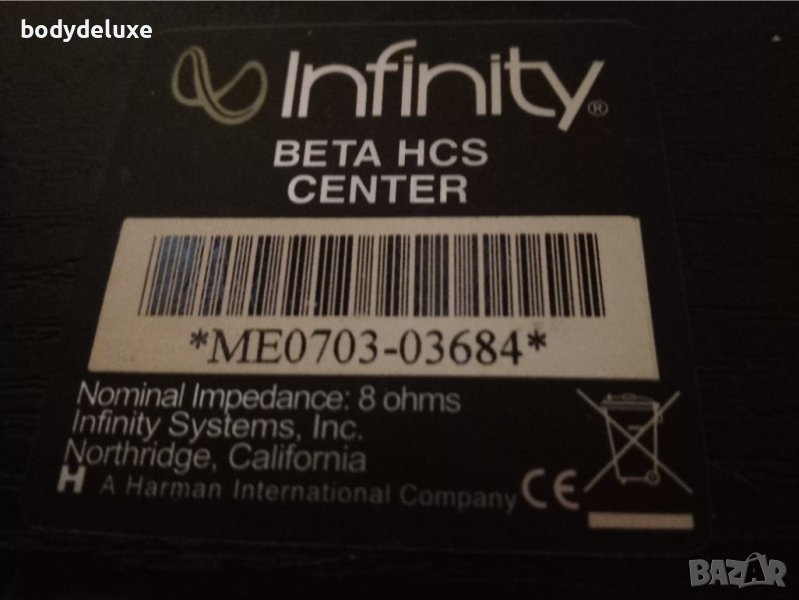 bodydeluxe
Infinity®
BETA HCS
CENTER
*ME0703-03684*
Nominal Impedance: 8 ohms
Infinity Systems, Inc.
Northridge, California
H A Harman International Company CE
BAZAR